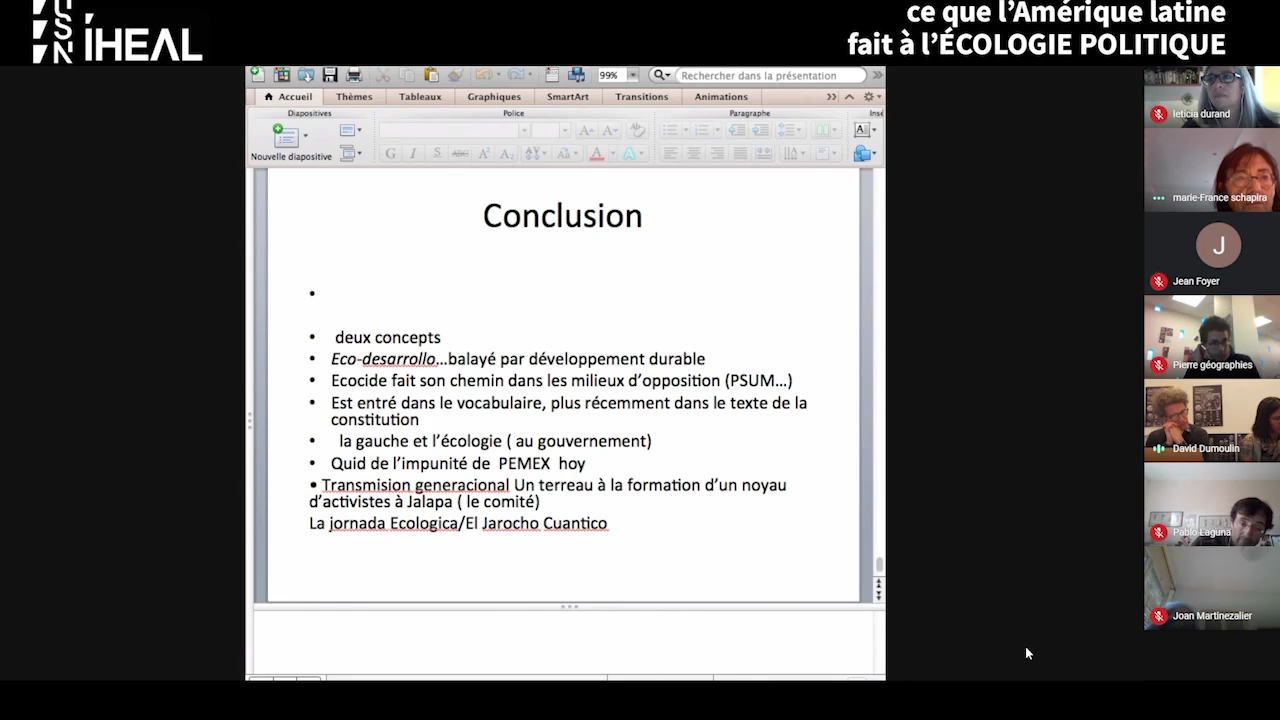 ÍHEAL
ce que l'Amérique latine
fait à l'ÉCOLOGIE POLITIQUE
99%
Rechercher dans la présentation
Accueil
Thèmes
Tableaux
Graphiques
SmartArt
Transitions
Animations
Diapositives
Police
Paragraphe
Insé
Nouvelle diapositive
Conclusion
•
• deux concepts
• Eco-desarrollo...balayé par développement durable
• Ecocide fait son chemin dans les milieux d'opposition (PSUM...)
• Est entré dans le vocabulaire, plus récemment dans le texte de la
constitution
• la gauche et l'écologie ( au gouvernement)
• Quid de l'impunité de PEMEX hoy
• Transmision generacional Un terreau à la formation d'un noyau
d'activistes à Jalapa ( le comité)
La jornada Ecologica/El Jarocho Cuantico
leticia durand
marie-France schapira
J
Jean Foyer
Pierre géographies
David Dumoulin
Pablo Laguna
Joan Martinezalier